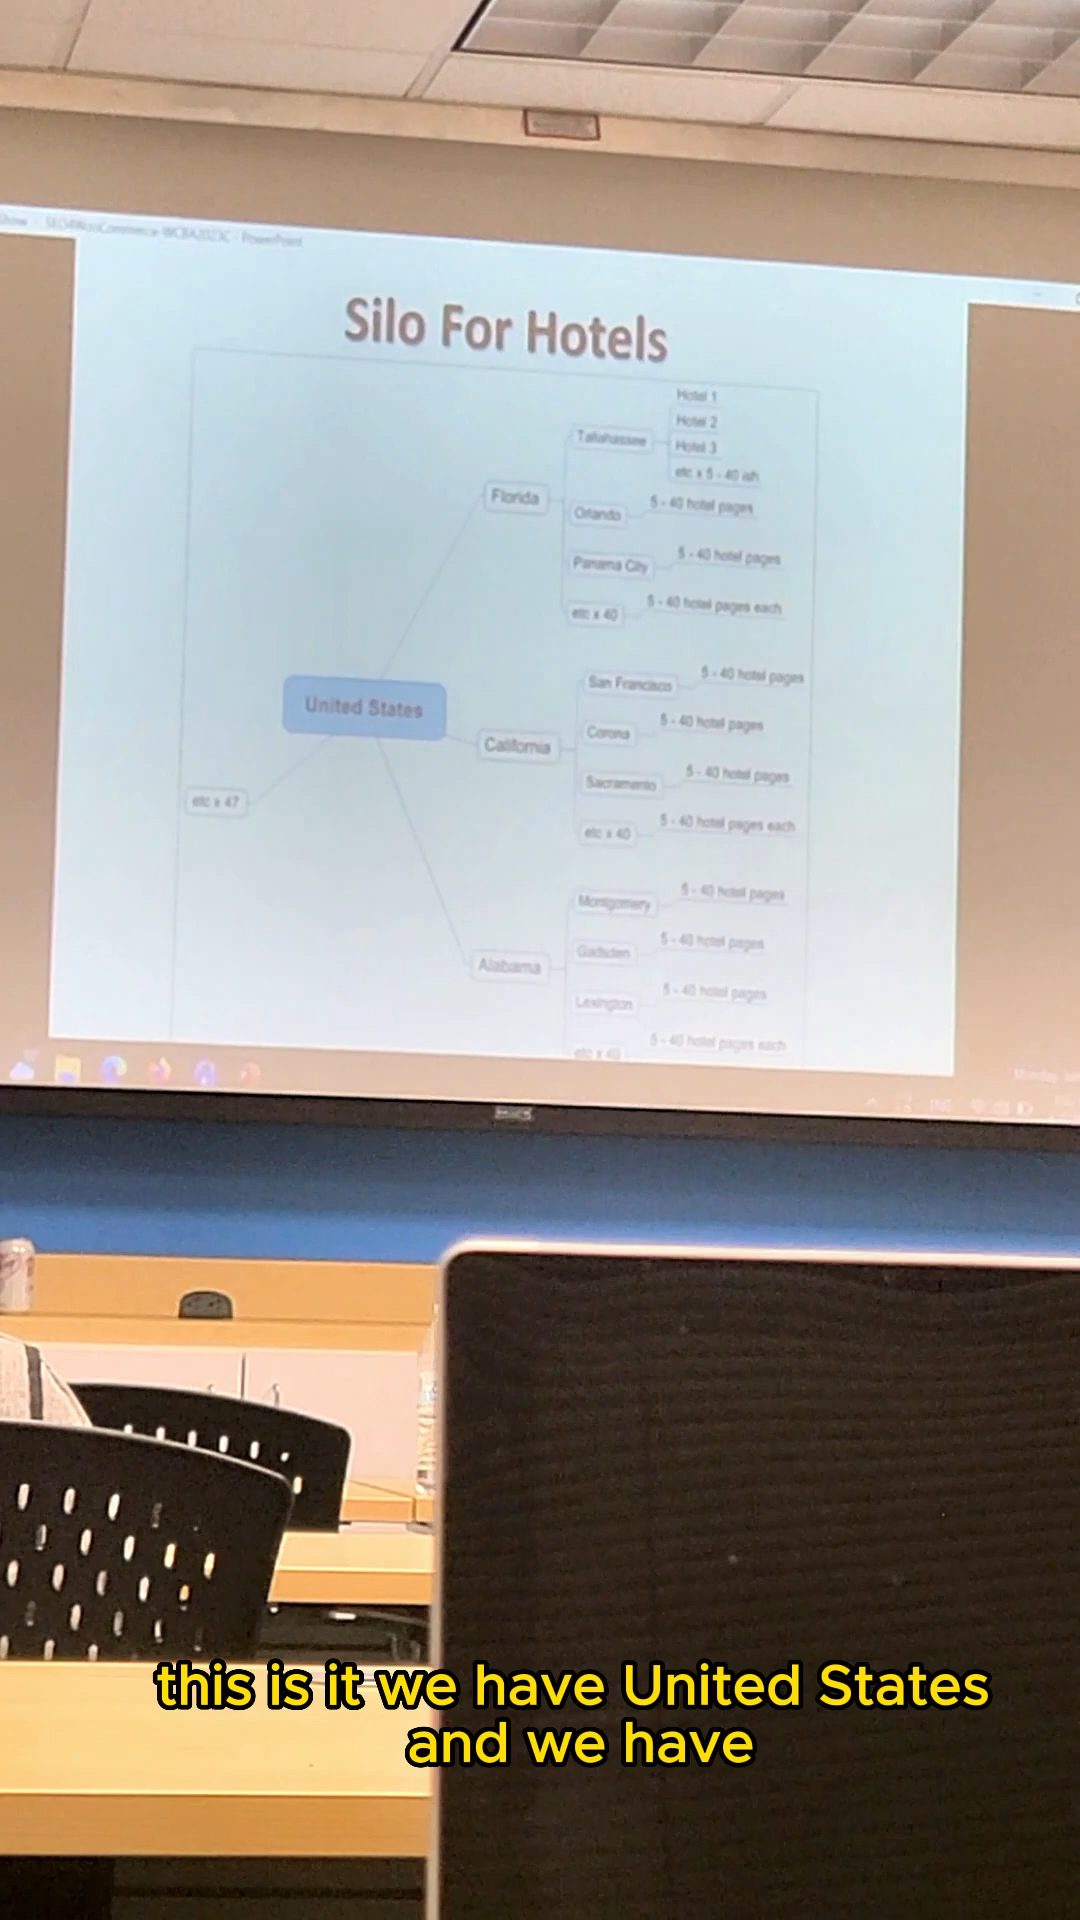 PowerPoint
Silo For Hotels
Hotel 1
Hotel 2
Tallahassee
Hotel 3
etc x 5 - 40 ish
Florida
5 - 40 hotel pages
Orlando
5 - 40 hotel pages
Panama City
5 - 40 hotel pages each
etc x 40
5 - 40 hotel pages
San Francisco
United States
5 - 40 hotel pages
Corona
California
5 - 40 hotel pages
Sacramento
etc x 47
5 - 40 hotel pages each
etc x 40
5 - 40 hotel pages
Montgomery
5 - 40 hotel pages
Gadsden
Alabama
5 - 40 hotel pages
Lexington
5 - 40 hotel pages each
etc x 40
this is it we have United States
and we have